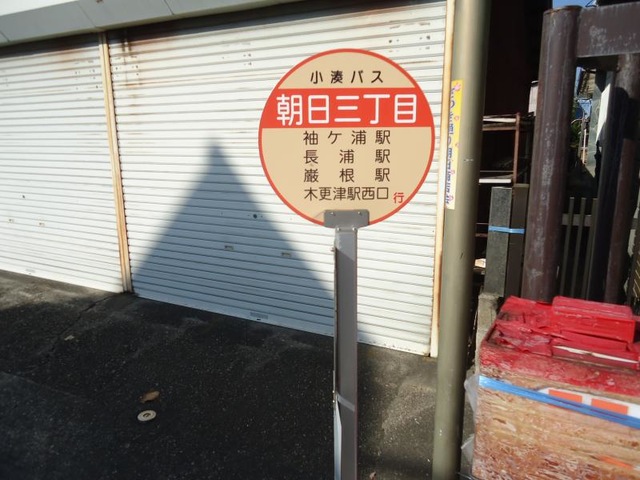 小湊バス
朝日三丁目
袖ケ浦駅
長浦駅
巌根駅
木更津駅西口行